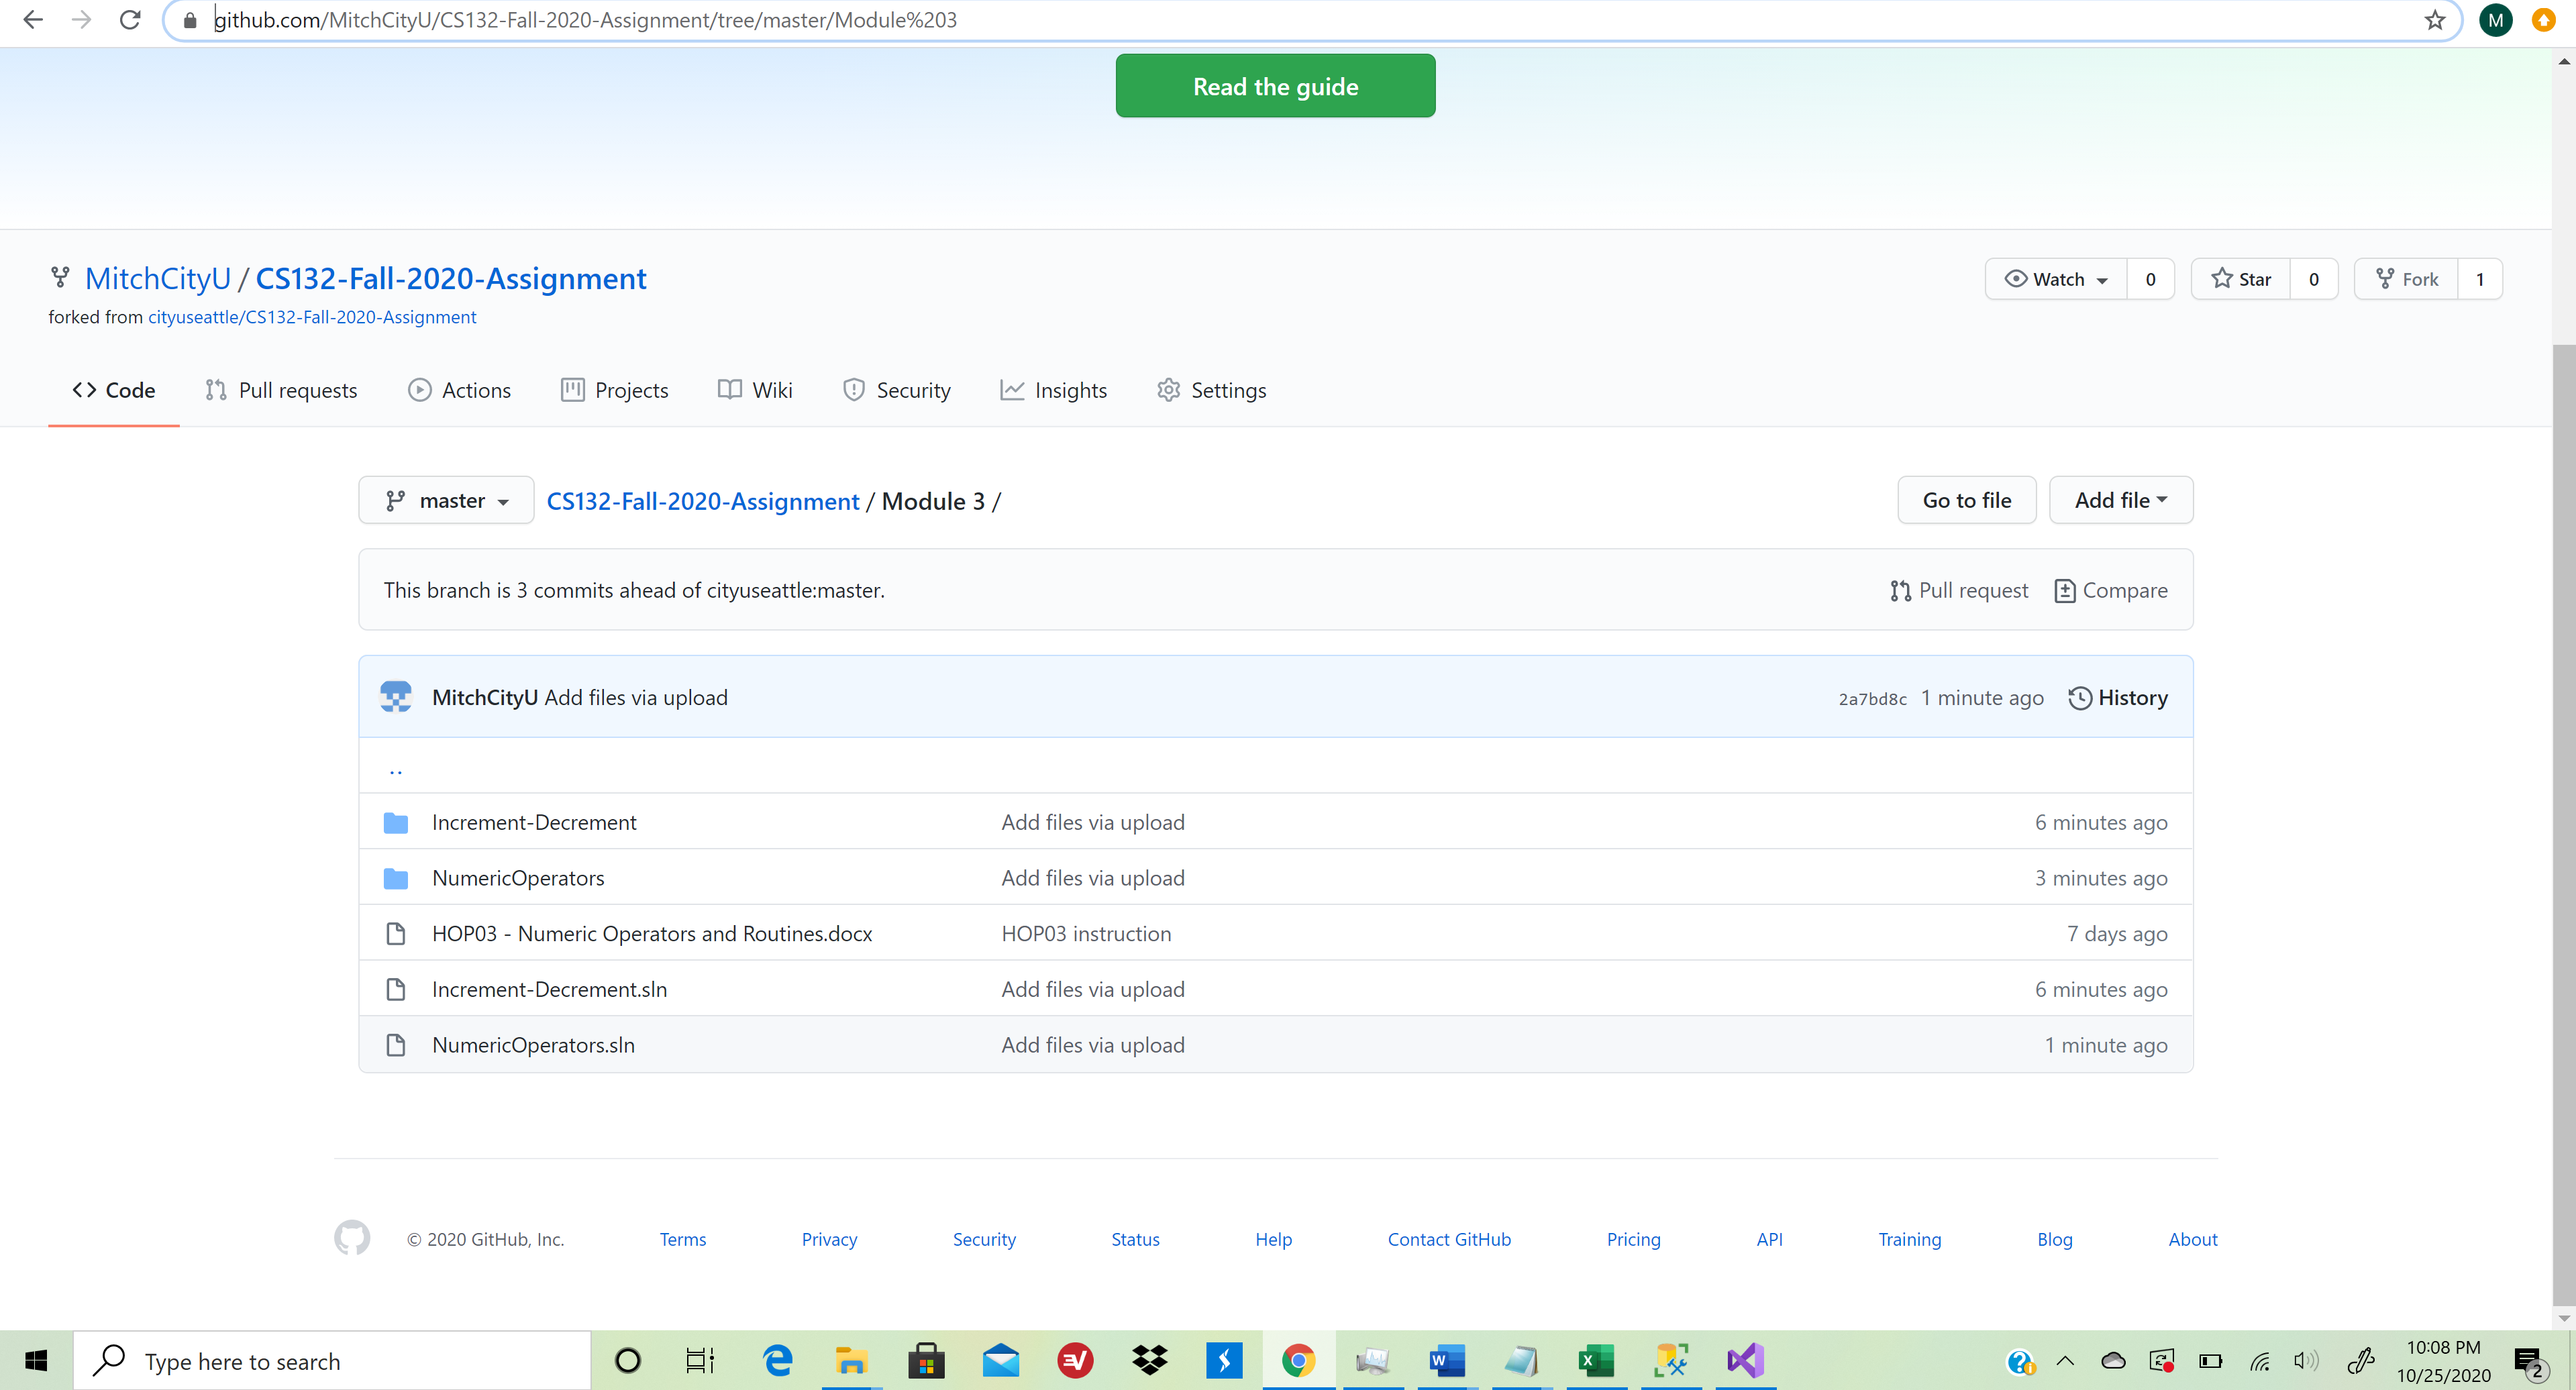 github.com/MitchCityU/CS132-Fall-2020-Assignment/tree/master/Module%203
M
Read the guide
MitchCityU / CS132-Fall-2020-Assignment
Watch 0 Star 0 Fork 1
forked from cityuseattle/CS132-Fall-2020-Assignment
<> Code Pull requests Actions Projects Wiki Security Insights Settings
master CS132-Fall-2020-Assignment / Module 3 / Go to file Add file
This branch is 3 commits ahead of cityuseattle:master. Pull request Compare
MitchCityU Add files via upload 2a7bd8c 1 minute ago History
..
Increment-Decrement Add files via upload 6 minutes ago
NumericOperators Add files via upload 3 minutes ago
HOP03 - Numeric Operators and Routines.docx HOP03 instruction 7 days ago
Increment-Decrement.sln Add files via upload 6 minutes ago
NumericOperators.sln Add files via upload 1 minute ago
© 2020 GitHub, Inc. Terms Privacy Security Status Help Contact GitHub Pricing API Training Blog About
Type here to search
10:08 PM
10/25/2020
2